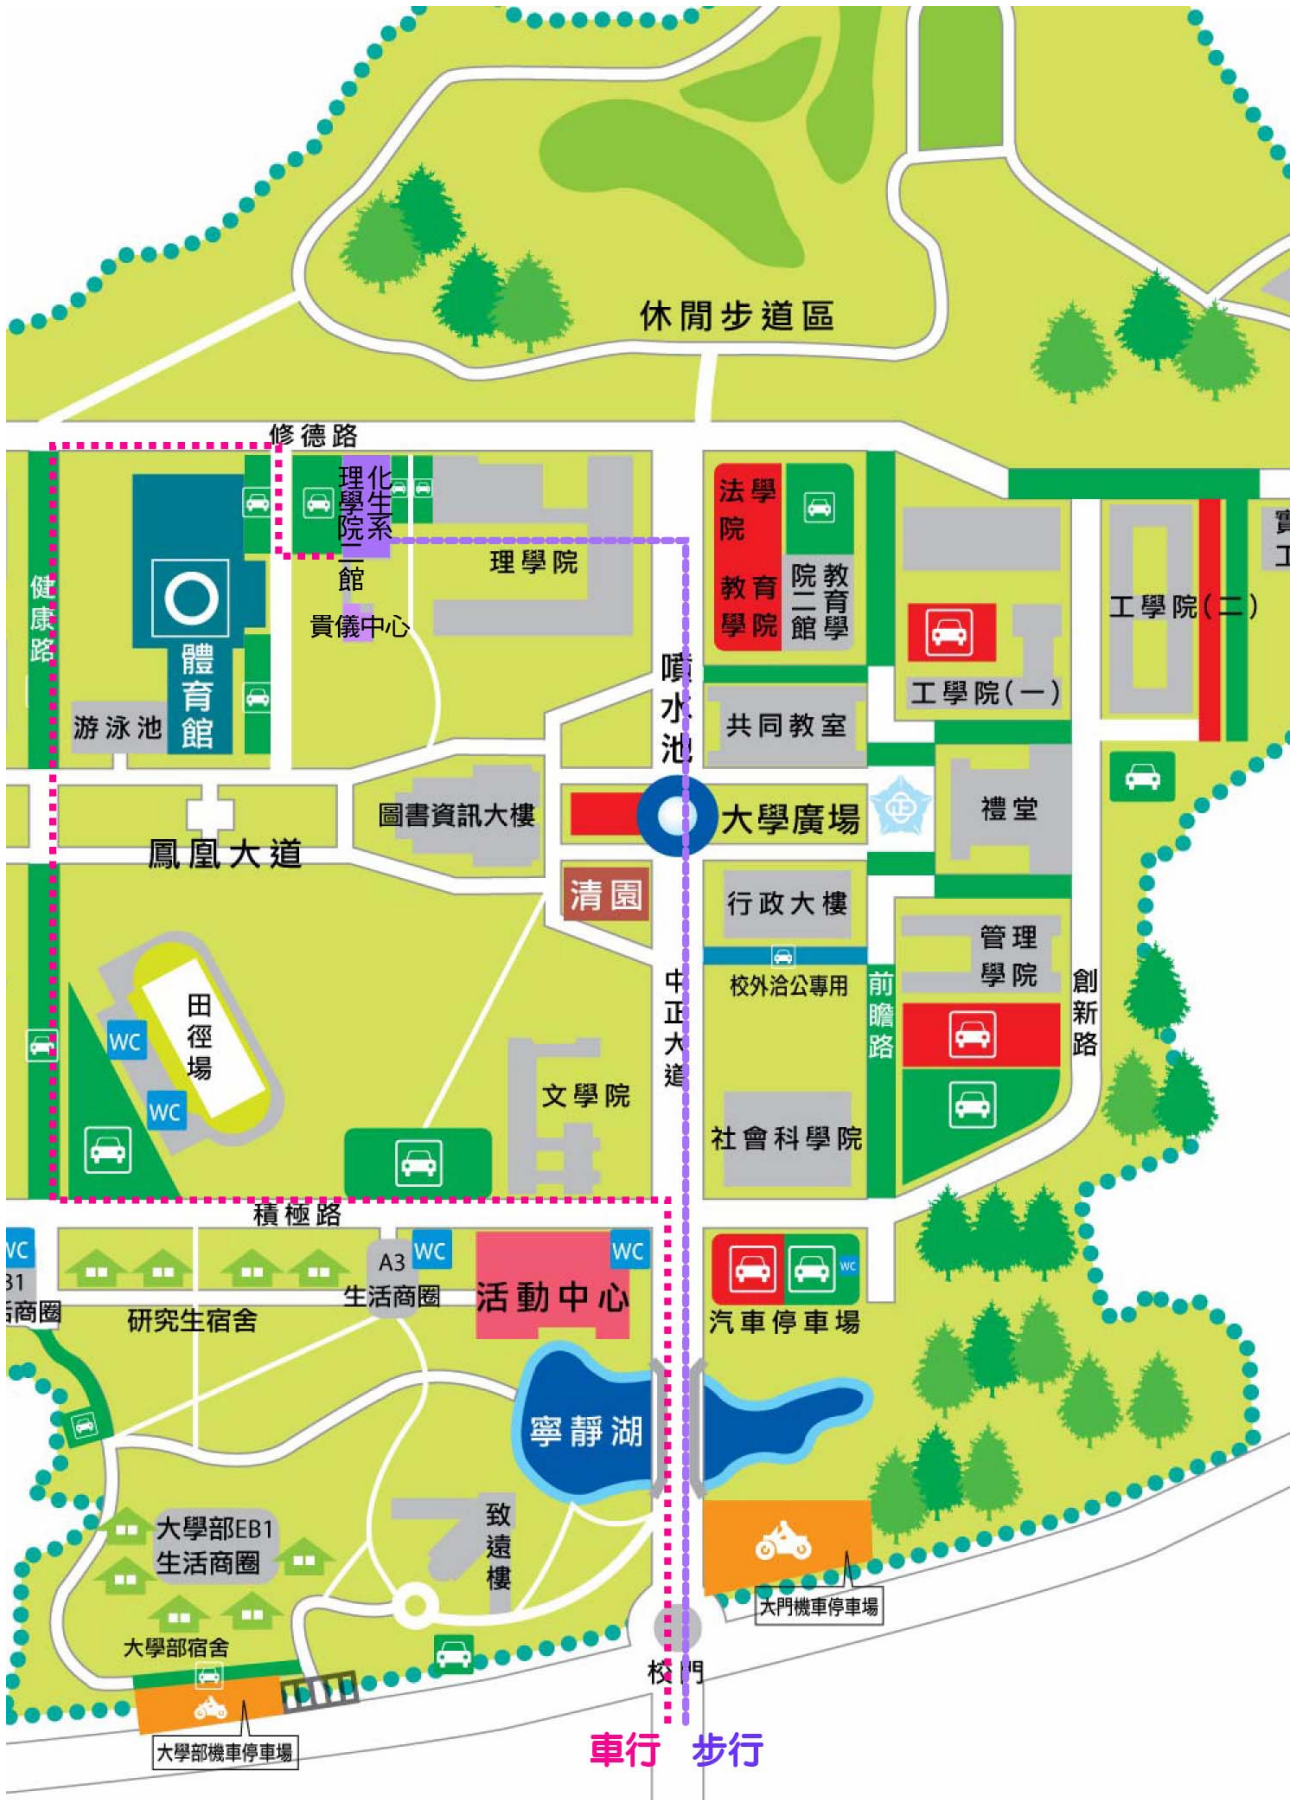 休閒步道區
修德路
理學院二館
化生系
理學院
貴儀中心
法學院
教育學院
教育學院二館
工學院(一)
工學院(二)
健康路
體育館
游泳池
噴水池
共同教室
圖書資訊大樓
大學廣場
禮堂
鳳凰大道
清園
行政大樓
校外洽公專用
管理
學院
中正大道
前瞻路
創新路
田徑場
WC
WC
文學院
社會科學院
積極路
WC
A3
生活商圈
WC
活動中心
WC
WC
研究生宿舍
汽車停車場
寧靜湖
大學部EB1
生活商圈
致遠樓
大門機車停車場
大學部宿舍
校門
大學部機車停車場
車行 步行